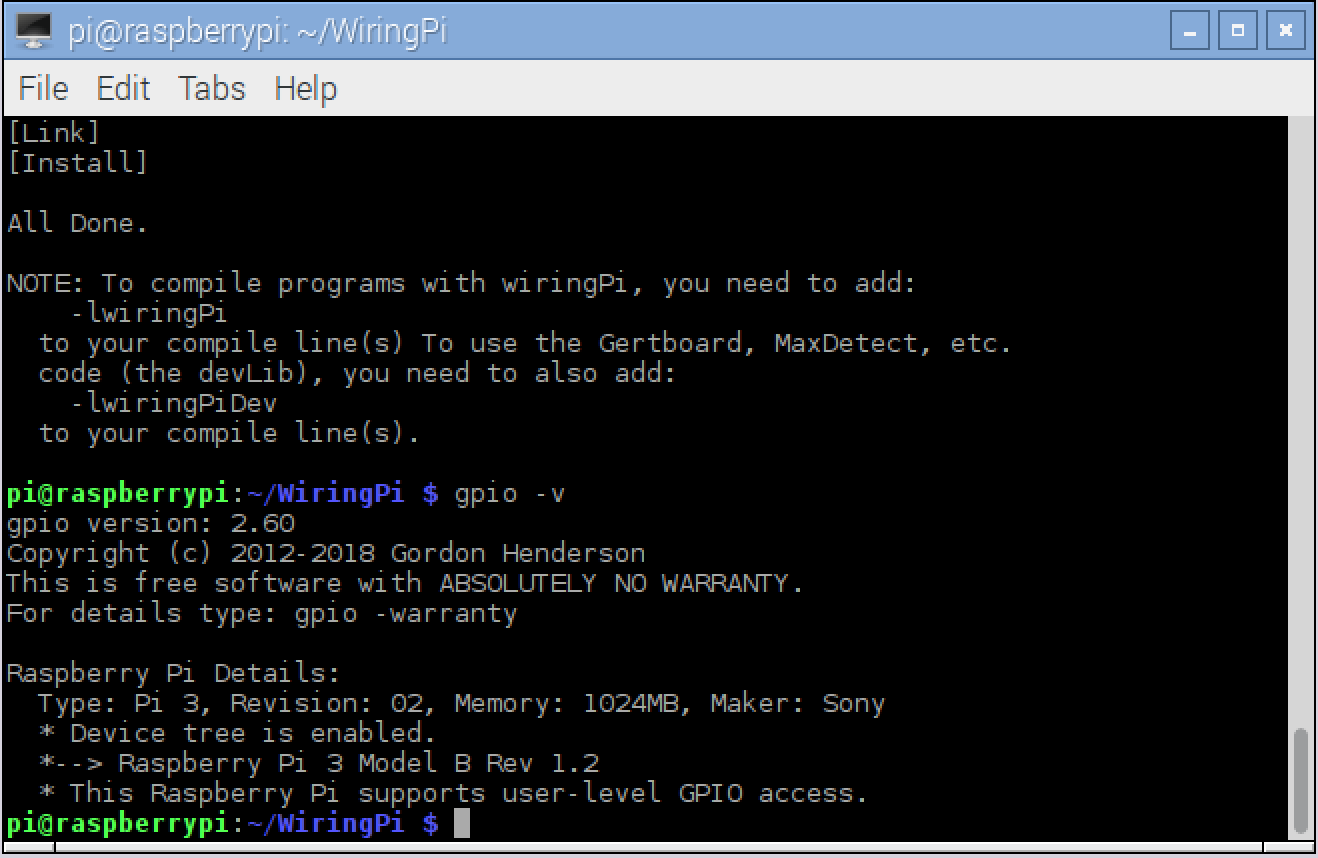 pi@raspberrypi: ~/WiringPi
File Edit Tabs Help
[Link]
[Install]
All Done.
NOTE: To compile programs with wiringPi, you need to add:
-lwiringPi
to your compile line(s) To use the Gertboard, MaxDetect, etc.
code (the devLib), you need to also add:
-lwiringPiDev
to your compile line(s).
pi@raspberrypi:~/WiringPi $ gpio -v
gpio version: 2.60
Copyright (c) 2012-2018 Gordon Henderson
This is free software with ABSOLUTELY NO WARRANTY.
For details type: gpio -warranty
Raspberry Pi Details:
Type: Pi 3, Revision: 02, Memory: 1024MB, Maker: Sony
* Device tree is enabled.
*--> Raspberry Pi 3 Model B Rev 1.2
* This Raspberry Pi supports user-level GPIO access.
pi@raspberrypi:~/WiringPi $